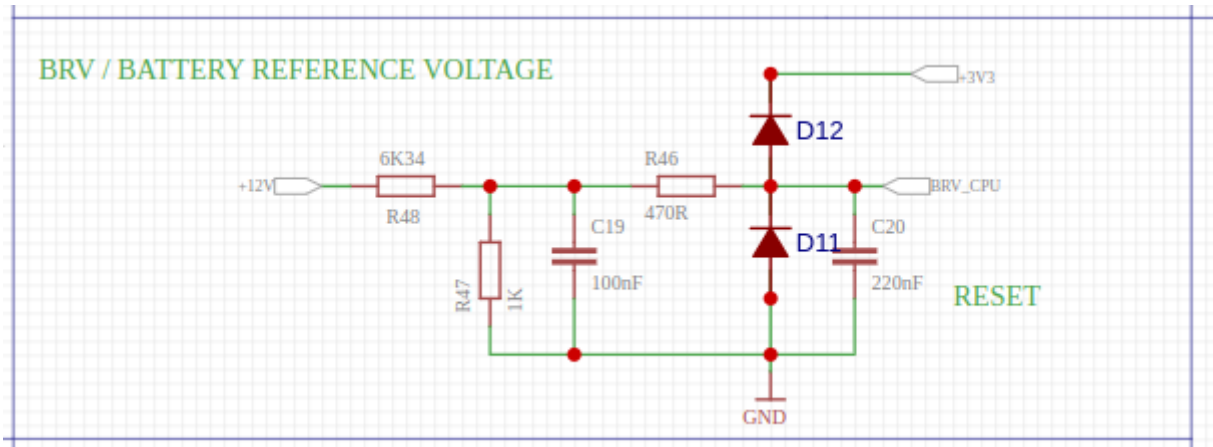 BRV / BATTERY REFERENCE VOLTAGE
+3V3
D12
6K34
R46
+12V
BRV_CPU
R48
470R
C19
D11
C20
R47
1K
100nF
220nF
RESET
GND